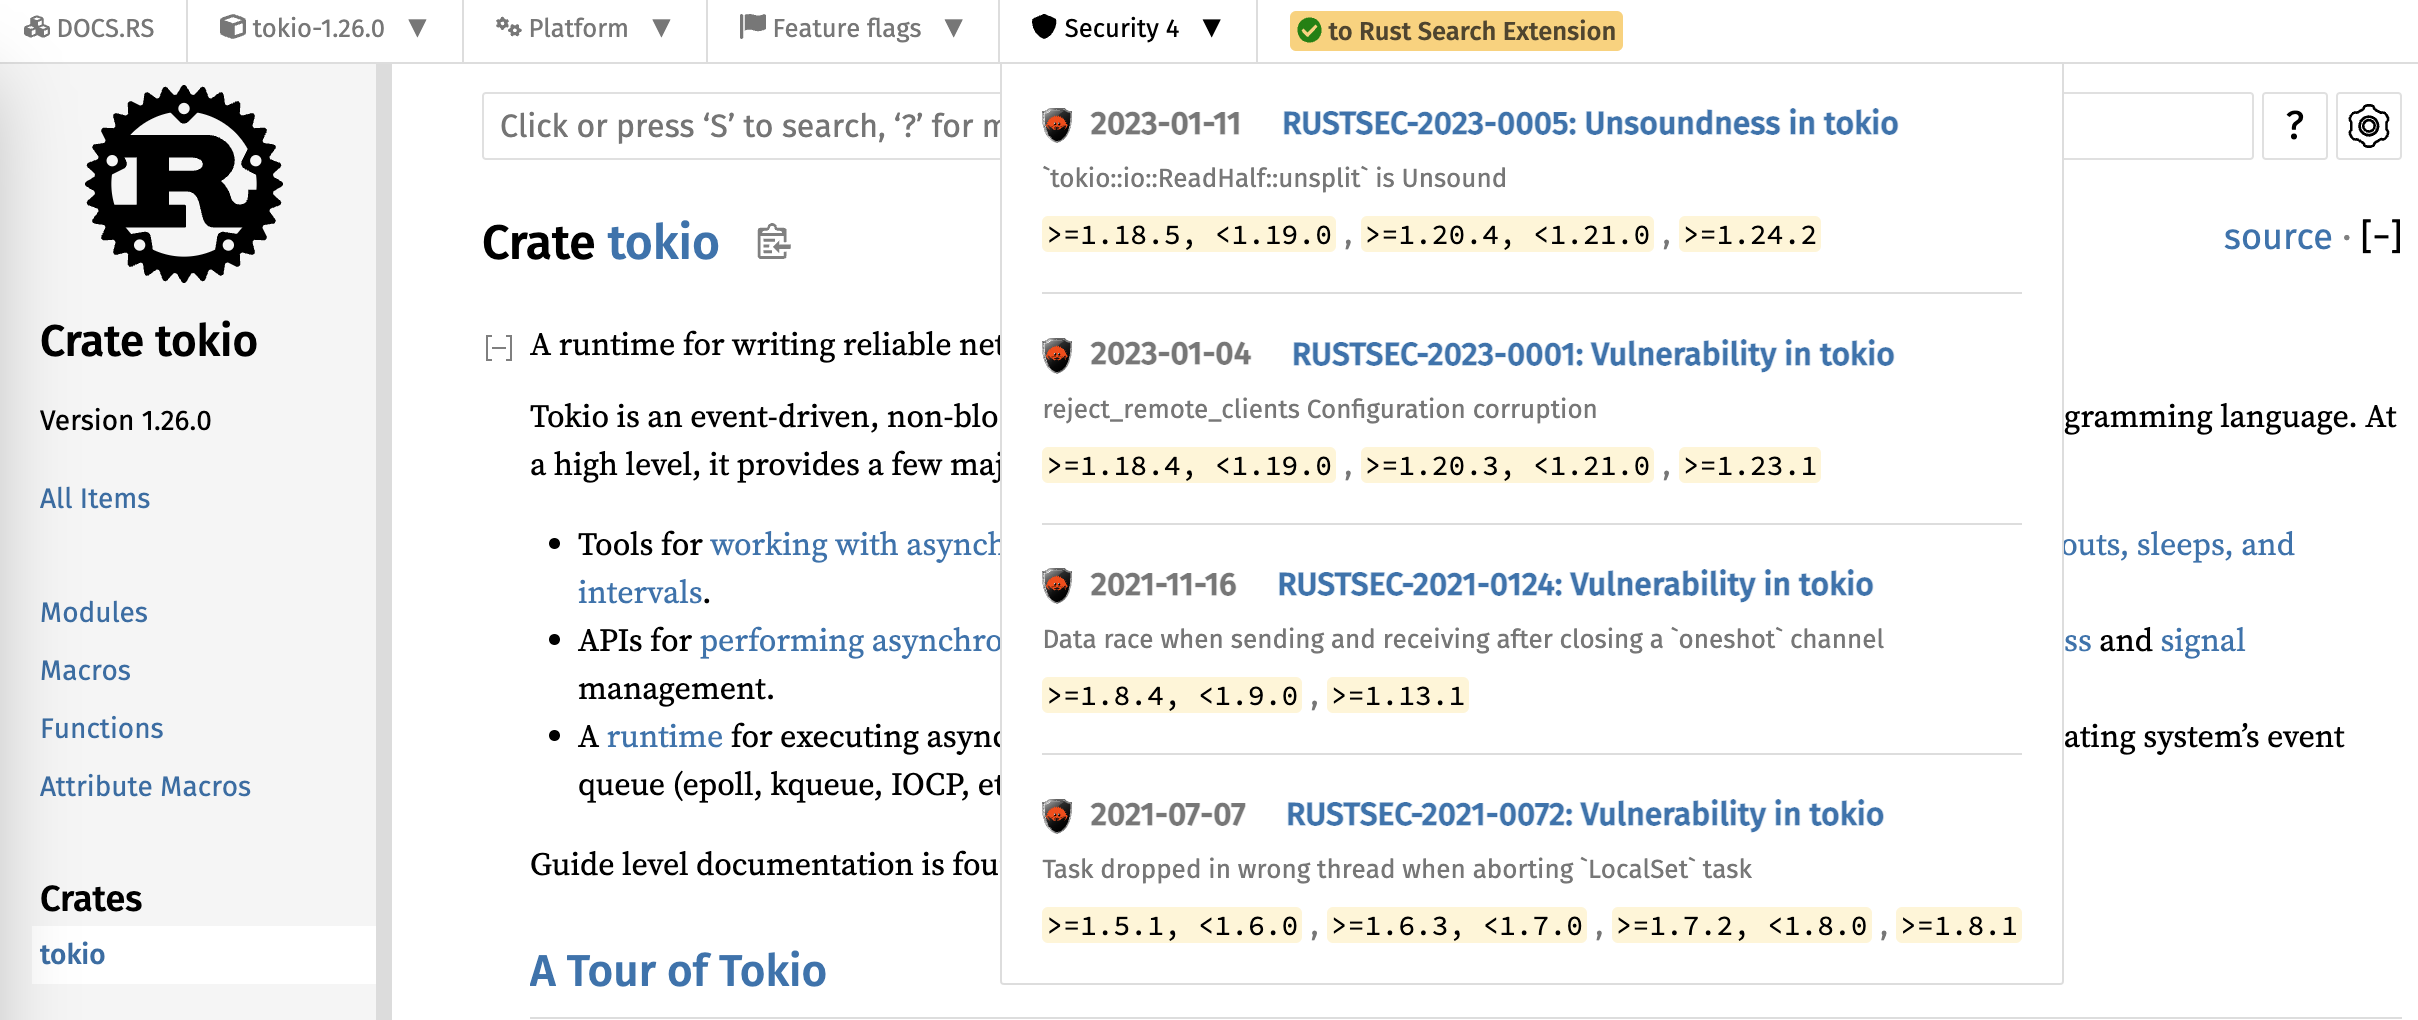 DOCS.RS tokio-1.26.0 ▼ Platform ▼ Feature flags ▼ Security 4 ▼ to Rust Search Extension
Crate tokio
Version 1.26.0
All Items
Modules
Macros
Functions
Attribute Macros
Crates
tokio
Click or press ‘S’ to search, ‘?’ for
?
Crate tokio
source · [−]
[−] A runtime for writing reliable
Tokio is an event-driven,
gramming language. At
a high level, it provides a few
Tools for working with
outs, sleeps, and
intervals.
APIs for performing
ss and signal
management.
A runtime for executing
ating system’s event
queue (epoll, kqueue, IOCP,
Guide level documentation is
A Tour of Tokio
2023-01-11 RUSTSEC-2023-0005: Unsoundness in tokio
`tokio::io::ReadHalf::unsplit` is Unsound
>=1.18.5, <1.19.0 , >=1.20.4, <1.21.0 , >=1.24.2
2023-01-04 RUSTSEC-2023-0001: Vulnerability in tokio
reject_remote_clients Configuration corruption
>=1.18.4, <1.19.0 , >=1.20.3, <1.21.0 , >=1.23.1
2021-11-16 RUSTSEC-2021-0124: Vulnerability in tokio
Data race when sending and receiving after closing a `oneshot` channel
>=1.8.4, <1.9.0 , >=1.13.1
2021-07-07 RUSTSEC-2021-0072: Vulnerability in tokio
Task dropped in wrong thread when aborting `LocalSet` task
>=1.5.1, <1.6.0 , >=1.6.3, <1.7.0 , >=1.7.2, <1.8.0 , >=1.8.1